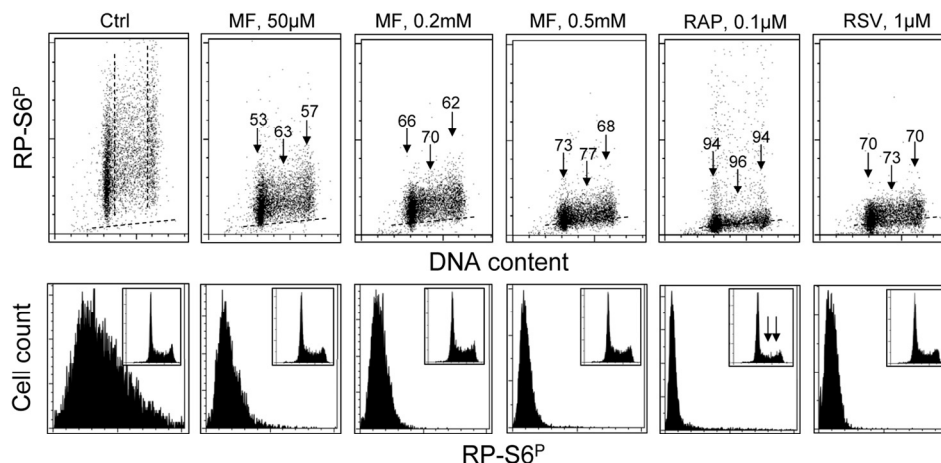 Ctrl
MF, 50μM
MF, 0.2mM
MF, 0.5mM
RAP, 0.1μM
RSV, 1μM
RP-S6ᴾ
53
63
57
66
70
62
73
77
68
94
96
94
70
73
70
DNA content
Cell count
RP-S6ᴾ